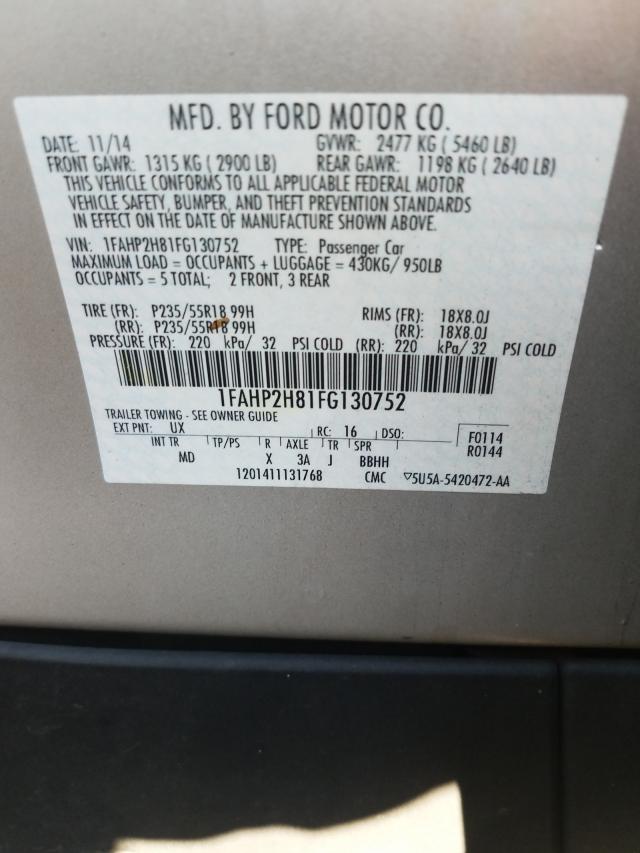 MFD. BY FORD MOTOR CO.
DATE: 11/14 GVWR: 2477 KG ( 5460 LB)
FRONT GAWR: 1315 KG ( 2900 LB) REAR GAWR: 1198 KG ( 2640 LB)
THIS VEHICLE CONFORMS TO ALL APPLICABLE FEDERAL MOTOR
VEHICLE SAFETY, BUMPER, AND THEFT PREVENTION STANDARDS
IN EFFECT ON THE DATE OF MANUFACTURE SHOWN ABOVE.
VIN: 1FAHP2H81FG130752 TYPE: Passenger Car
MAXIMUM LOAD = OCCUPANTS + LUGGAGE = 430KG/ 950LB
OCCUPANTS = 5 TOTAL; 2 FRONT, 3 REAR
TIRE (FR): P235/55R18 99H RIMS (FR): 18X8.0J
(RR): P235/55R18 99H (RR): 18X8.0J
PRESSURE (FR): 220 kPa/ 32 PSI COLD (RR): 220 kPa/ 32 PSI COLD
1FAHP2H81FG130752
TRAILER TOWING - SEE OWNER GUIDE
EXT PNT: UX RC: 16 DSO: F0114
INT TR TP/PS R AXLE TR SPR R0144
MD X 3A J BBHH
1201411131768 CMC ▽5U5A-5420472-AA